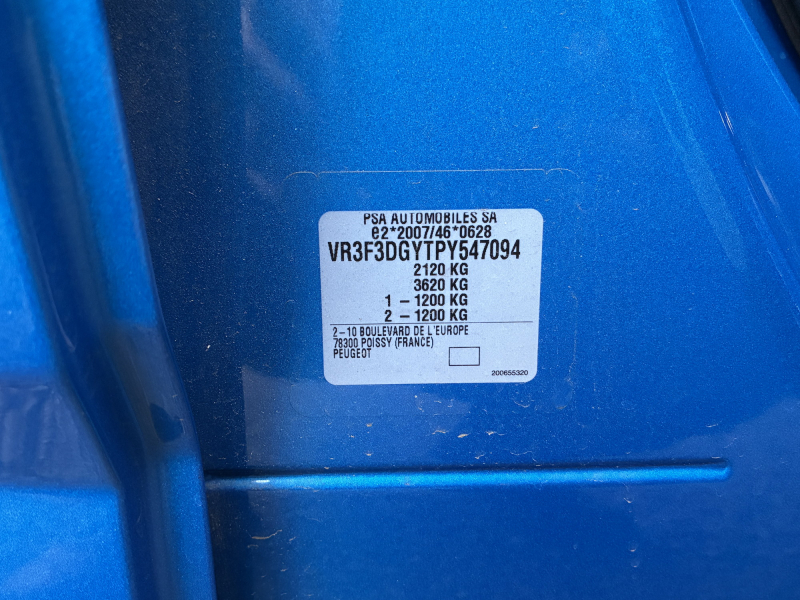 PSA AUTOMOBILES SA
e2*2007/46*0628
VR3F3DGYTPY547094
2120 KG
3620 KG
1 – 1200 KG
2 – 1200 KG
2–10 BOULEVARD DE L'EUROPE
78300 POISSY (FRANCE)
PEUGEOT
200655320